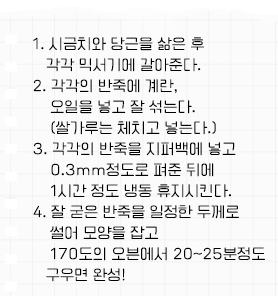 1. 시금치와 당근을 삶은 후
각각 믹서기에 갈아준다.
2. 각각의 반죽에 계란,
오일을 넣고 잘 섞는다.
(쌀가루는 체치고 넣는다.)
3. 각각의 반죽을 지퍼백에 넣고
0.3mm정도로 펴준 뒤에
1시간 정도 냉동 휴지시킨다.
4. 잘 굳은 반죽을 일정한 두께로
썰어 모양을 잡고
170도의 오븐에서 20~25분정도
구우면 완성!